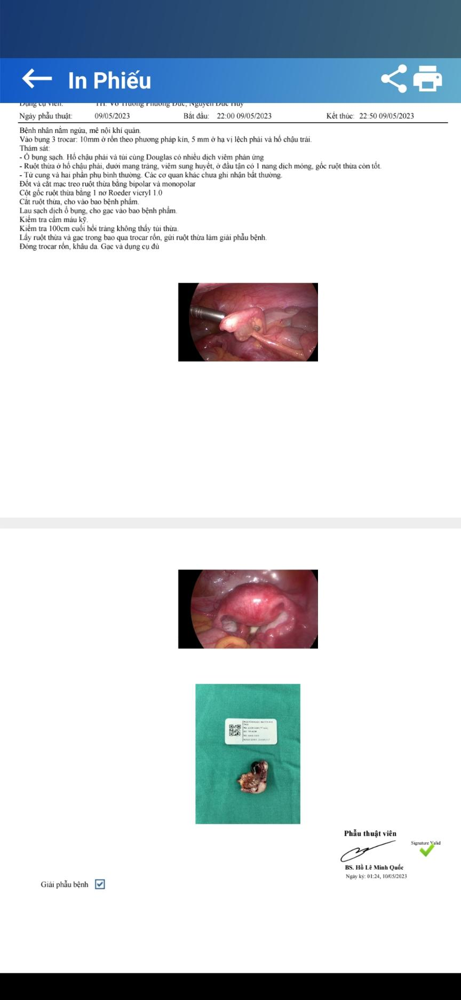 In Phiếu
Dụng cụ viên: TH. Võ Trường Phương Đức, Nguyễn Đức Huy
Ngày phẫu thuật: 09/05/2023 Bắt đầu: 22:00 09/05/2023 Kết thúc: 22:50 09/05/2023
Bệnh nhân nằm ngửa, mê nội khí quản.
Vào bụng 3 trocar: 10mm ở rốn theo phương pháp kín, 5 mm ở hạ vị lệch phải và hố chậu trái.
Thám sát:
- Ổ bụng sạch. Hố chậu phải và túi cùng Douglas có nhiều dịch viêm phản ứng
- Ruột thừa ở hố chậu phải, dưới mang tràng, viêm sung huyết, ở đầu tận có 1 nang dịch mỏng, gốc ruột thừa còn tốt.
- Tử cung và hai phần phụ bình thường. Các cơ quan khác chưa ghi nhận bất thường.
Đốt và cắt mạc treo ruột thừa bằng bipolar và monopolar
Cột gốc ruột thừa bằng 1 nơ Roeder vicryl 1.0
Cắt ruột thừa, cho vào bao bệnh phẩm.
Lau sạch dịch ổ bụng, cho gạc vào bao bệnh phẩm.
Kiểm tra cầm máu kỹ.
Kiểm tra 100cm cuối hồi tràng không thấy túi thừa.
Lấy ruột thừa và gạc trong bao qua trocar rốn, gửi ruột thừa làm giải phẫu bệnh.
Đóng trocar rốn, khâu da. Gạc và dụng cụ đủ
Phẫu thuật viên
Signature Valid
BS. Hồ Lê Minh Quốc
Ngày ký: 01:24, 10/05/2023
Giải phẫu bệnh